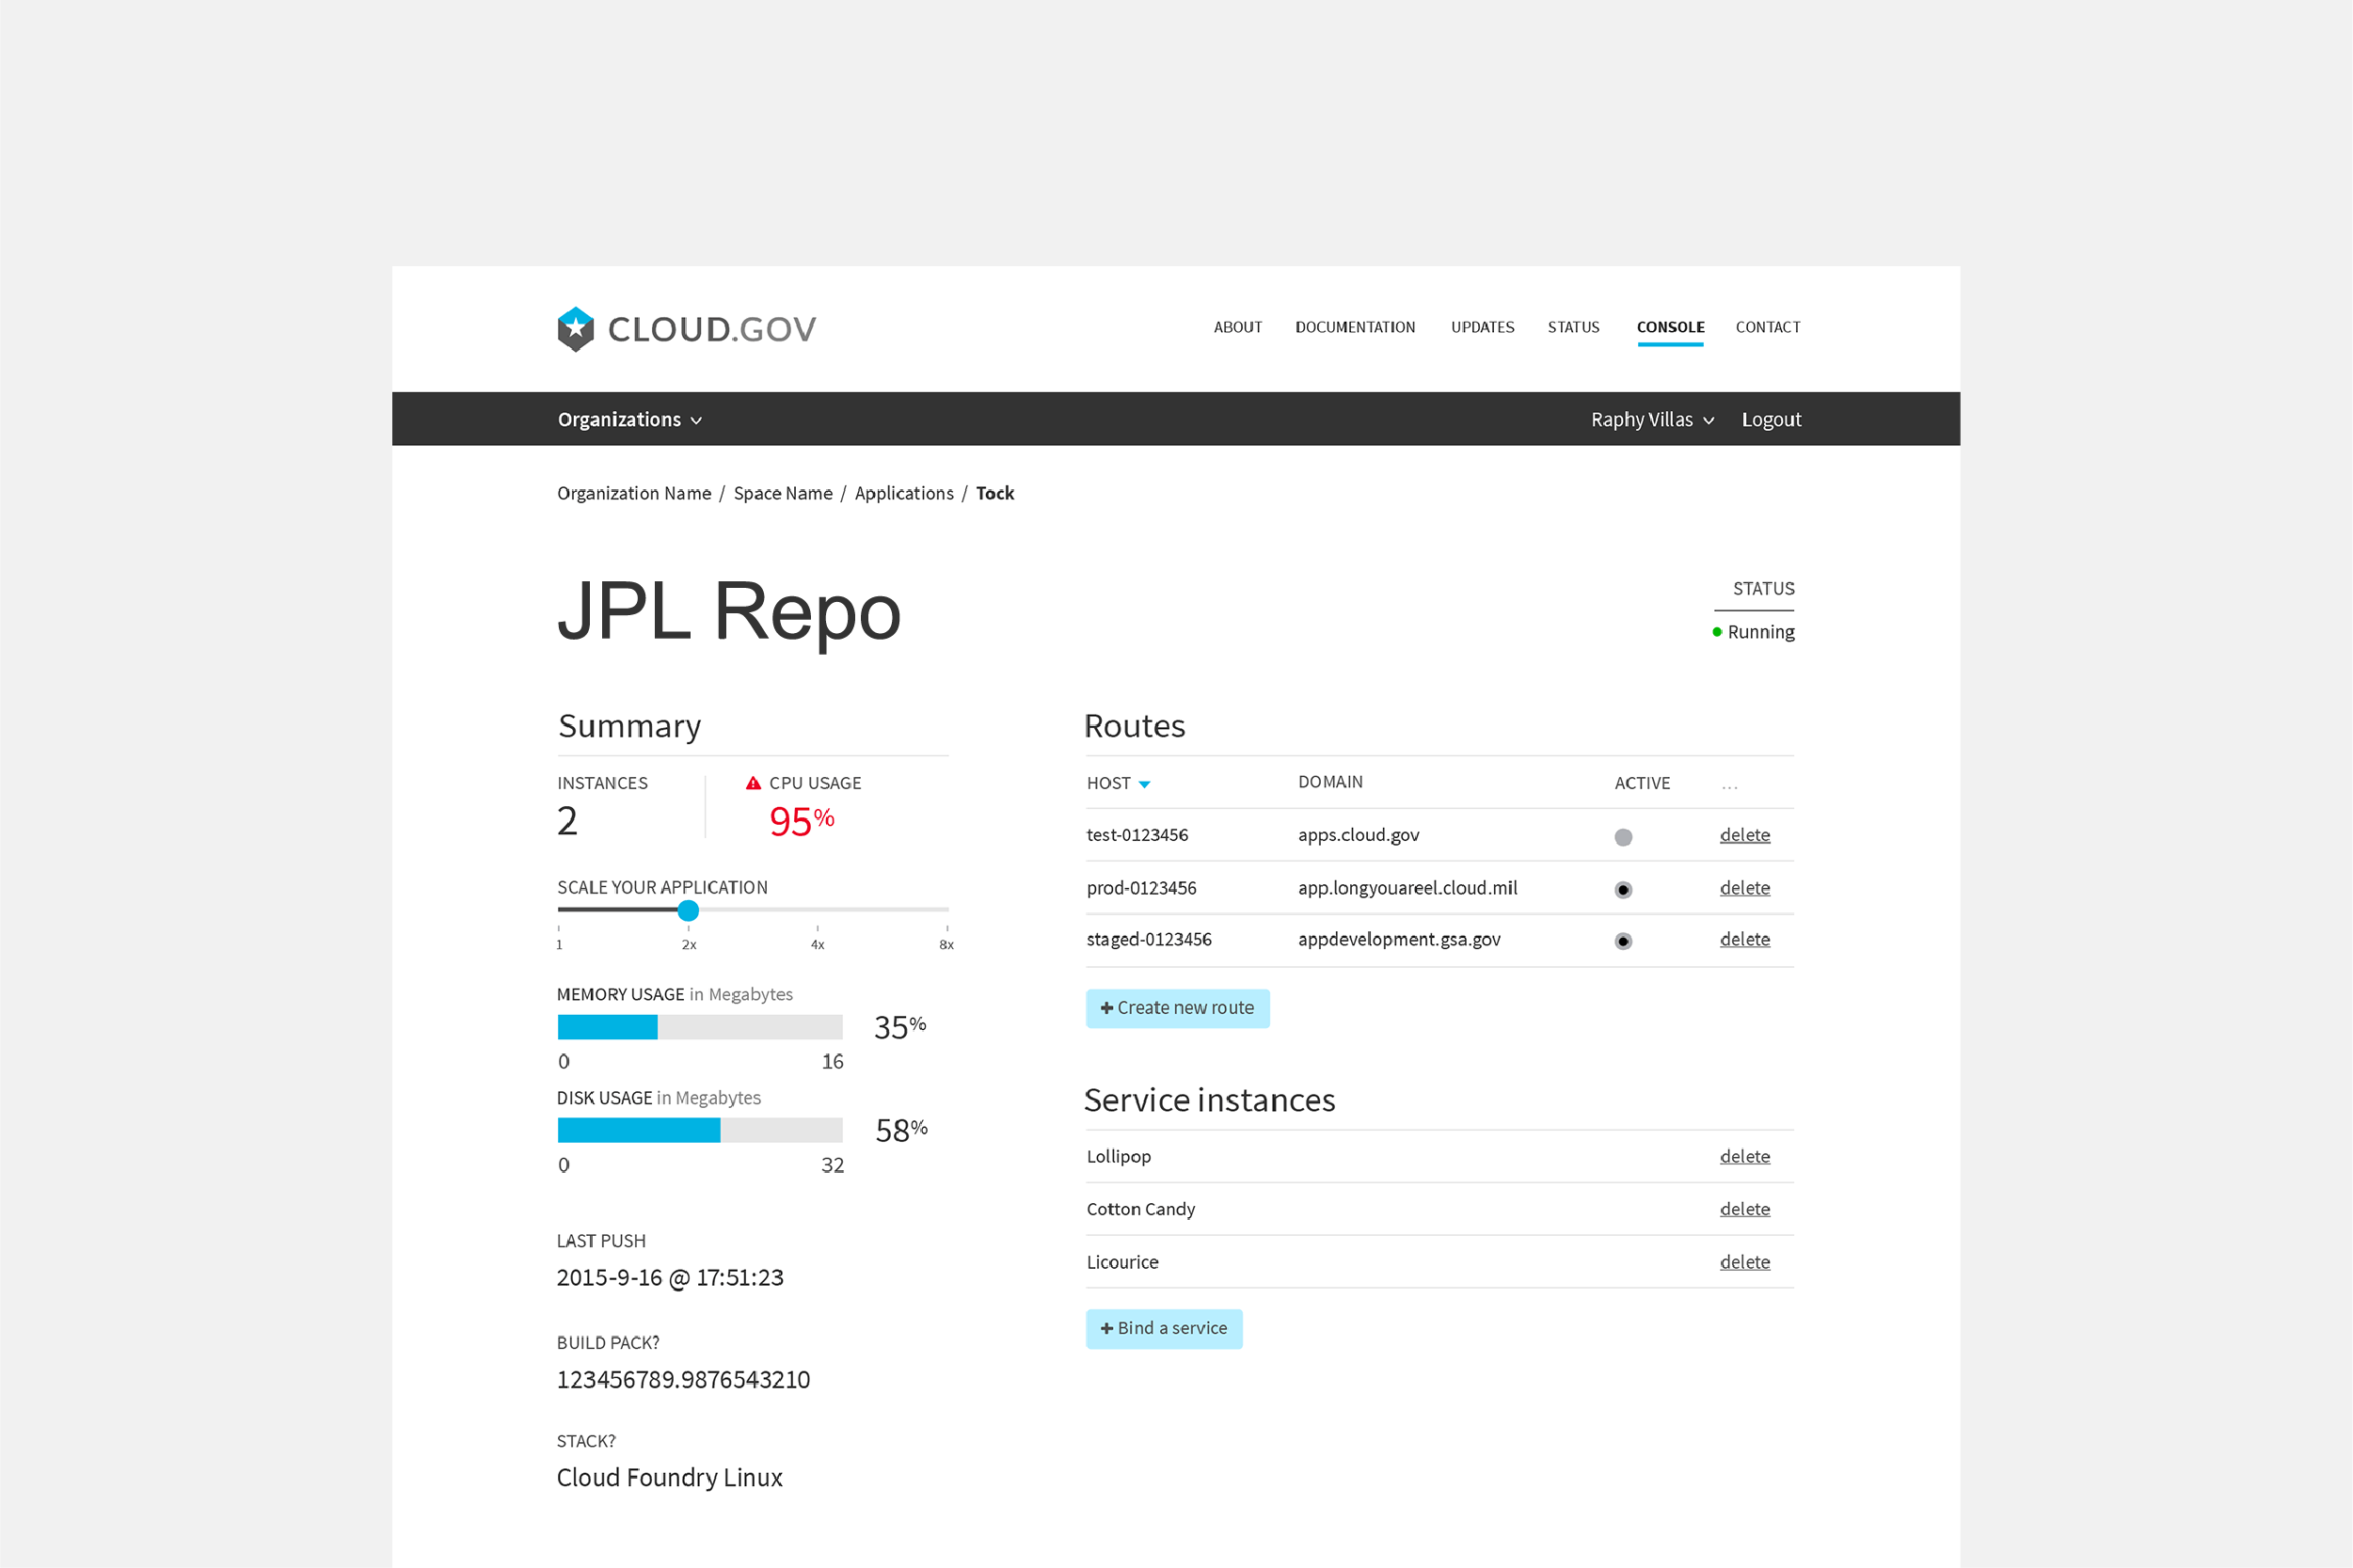 CLOUD.GOV
ABOUT DOCUMENTATION UPDATES STATUS CONSOLE CONTACT
Organizations Raphy Villas Logout
Organization Name / Space Name / Applications / Tock
JPL Repo
STATUS
Running
Summary
INSTANCES
2
CPU USAGE
95%
SCALE YOUR APPLICATION
1 2x 4x 8x
MEMORY USAGE in Megabytes
35%
0 16
DISK USAGE in Megabytes
58%
0 32
LAST PUSH
2015-9-16 @ 17:51:23
BUILD PACK?
123456789.9876543210
STACK?
Cloud Foundry Linux
Routes
HOST DOMAIN ACTIVE ...
test-0123456 apps.cloud.gov delete
prod-0123456 app.longyouareel.cloud.mil delete
staged-0123456 appdevelopment.gsa.gov delete
+ Create new route
Service instances
Lollipop delete
Cotton Candy delete
Licourice delete
+ Bind a service